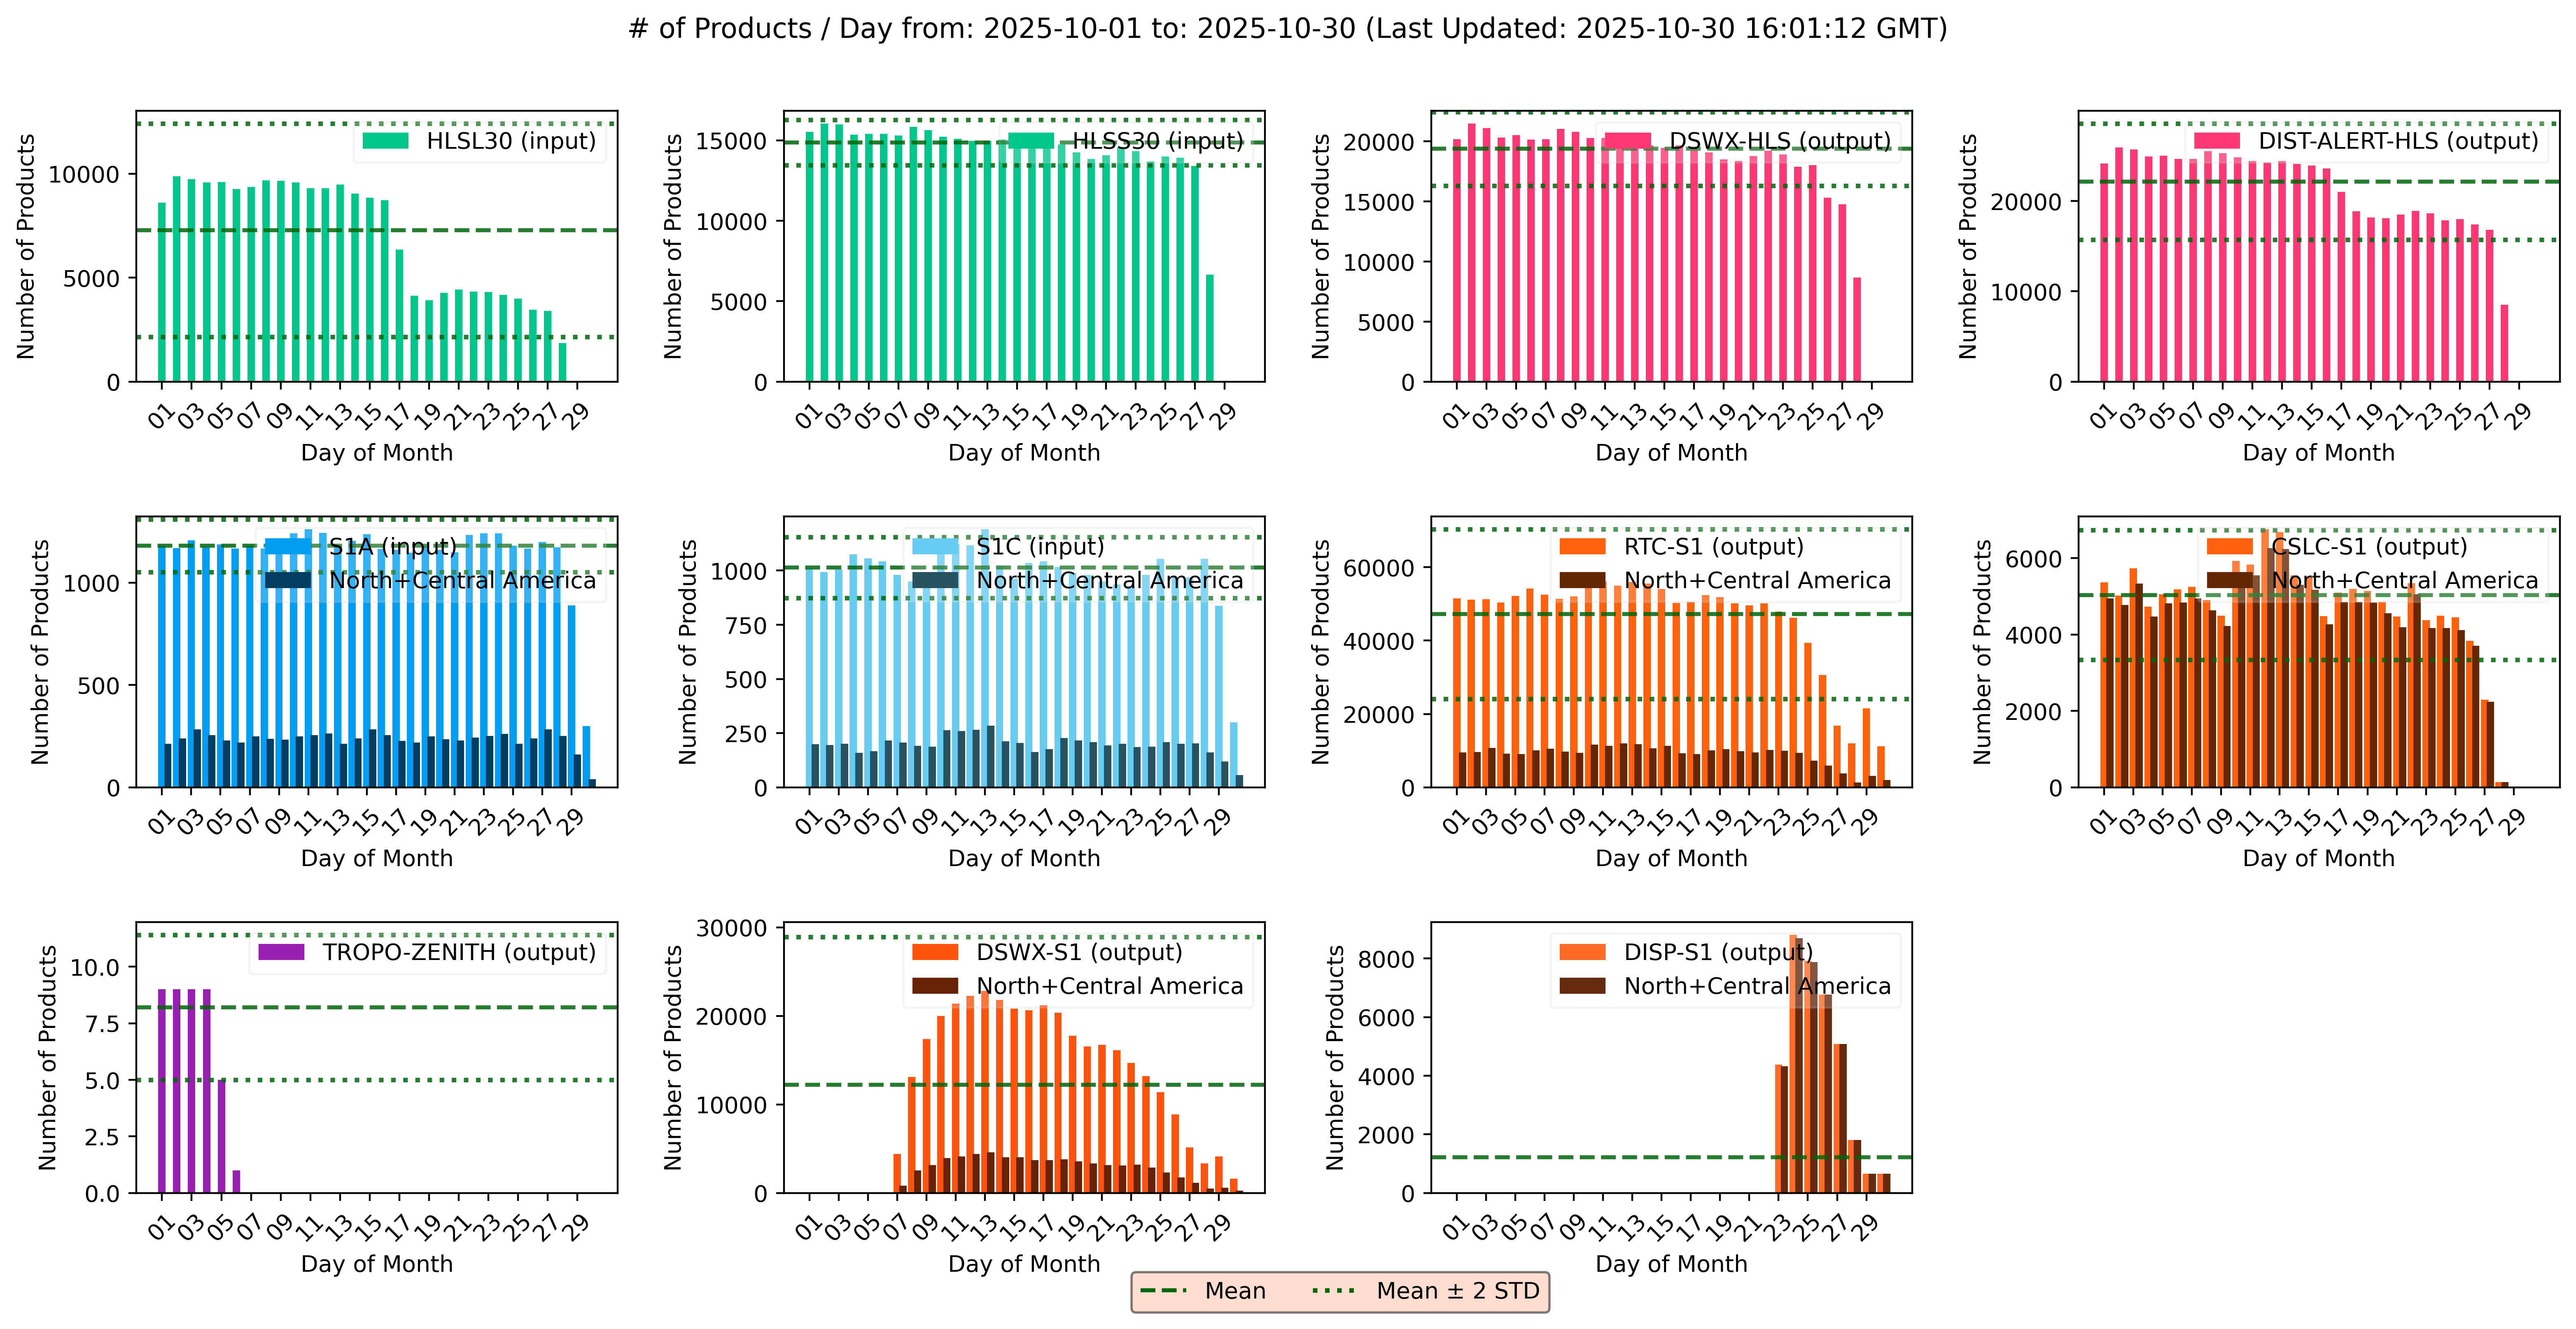 # of Products / Day from: 2025-10-01 to: 2025-10-30 (Last Updated: 2025-10-30 16:01:12 GMT)
Number of Products
10000
5000
0
HLSL30 (input)
01 03 05 07 09 11 13 15 17 19 21 23 25 27 29
Day of Month
Number of Products
15000
10000
5000
0
HLSS30 (input)
01 03 05 07 09 11 13 15 17 19 21 23 25 27 29
Day of Month
Number of Products
20000
15000
10000
5000
0
DSWX-HLS (output)
01 03 05 07 09 11 13 15 17 19 21 23 25 27 29
Day of Month
Number of Products
20000
10000
0
DIST-ALERT-HLS (output)
01 03 05 07 09 11 13 15 17 19 21 23 25 27 29
Day of Month
Number of Products
1000
500
0
S1A (input)
North+Central America
01 03 05 07 09 11 13 15 17 19 21 23 25 27 29
Day of Month
Number of Products
1000
750
500
250
0
S1C (input)
North+Central America
01 03 05 07 09 11 13 15 17 19 21 23 25 27 29
Day of Month
Number of Products
60000
40000
20000
0
RTC-S1 (output)
North+Central America
01 03 05 07 09 11 13 15 17 19 21 23 25 27 29
Day of Month
Number of Products
6000
4000
2000
0
CSLC-S1 (output)
North+Central America
01 03 05 07 09 11 13 15 17 19 21 23 25 27 29
Day of Month
Number of Products
10.0
7.5
5.0
2.5
0.0
TROPO-ZENITH (output)
01 03 05 07 09 11 13 15 17 19 21 23 25 27 29
Day of Month
Number of Products
30000
20000
10000
0
DSWX-S1 (output)
North+Central America
01 03 05 07 09 11 13 15 17 19 21 23 25 27 29
Day of Month
Number of Products
8000
6000
4000
2000
0
DISP-S1 (output)
North+Central America
01 03 05 07 09 11 13 15 17 19 21 23 25 27 29
Day of Month
Mean
Mean ± 2 STD